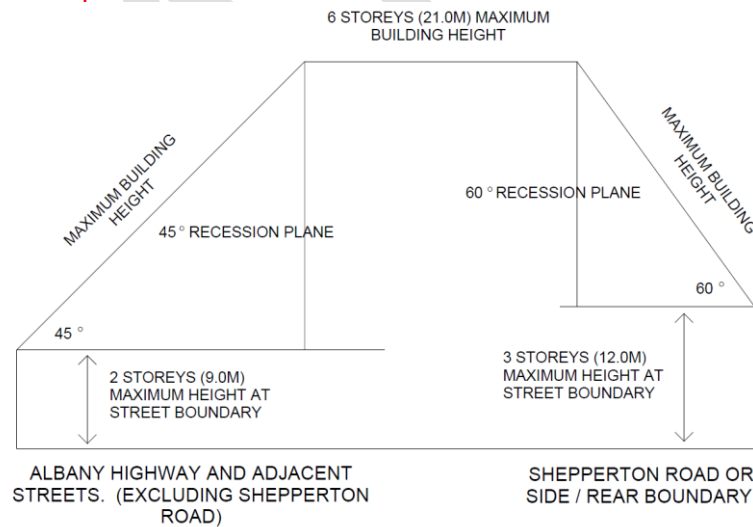 6 STOREYS (21.0M) MAXIMUM
BUILDING HEIGHT
MAXIMUM BUILDING
HEIGHT
45° RECESSION PLANE
45°
60° RECESSION PLANE
MAXIMUM BUILDING
HEIGHT
60°
2 STOREYS (9.0M)
MAXIMUM HEIGHT AT
STREET BOUNDARY
3 STOREYS (12.0M)
MAXIMUM HEIGHT AT
STREET BOUNDARY
ALBANY HIGHWAY AND ADJACENT
STREETS. (EXCLUDING SHEPPERTON
ROAD)
SHEPPERTON ROAD OR
SIDE / REAR BOUNDARY